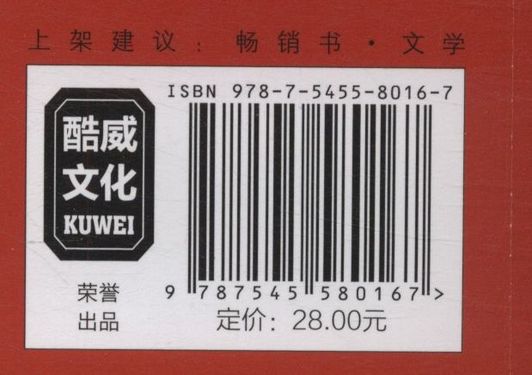 上架建议：畅销书·文学
ISBN 978-7-5455-8016-7
酷威
文化
KUWEI
荣誉
出品
9 787545 580167 >
定价：28.00元